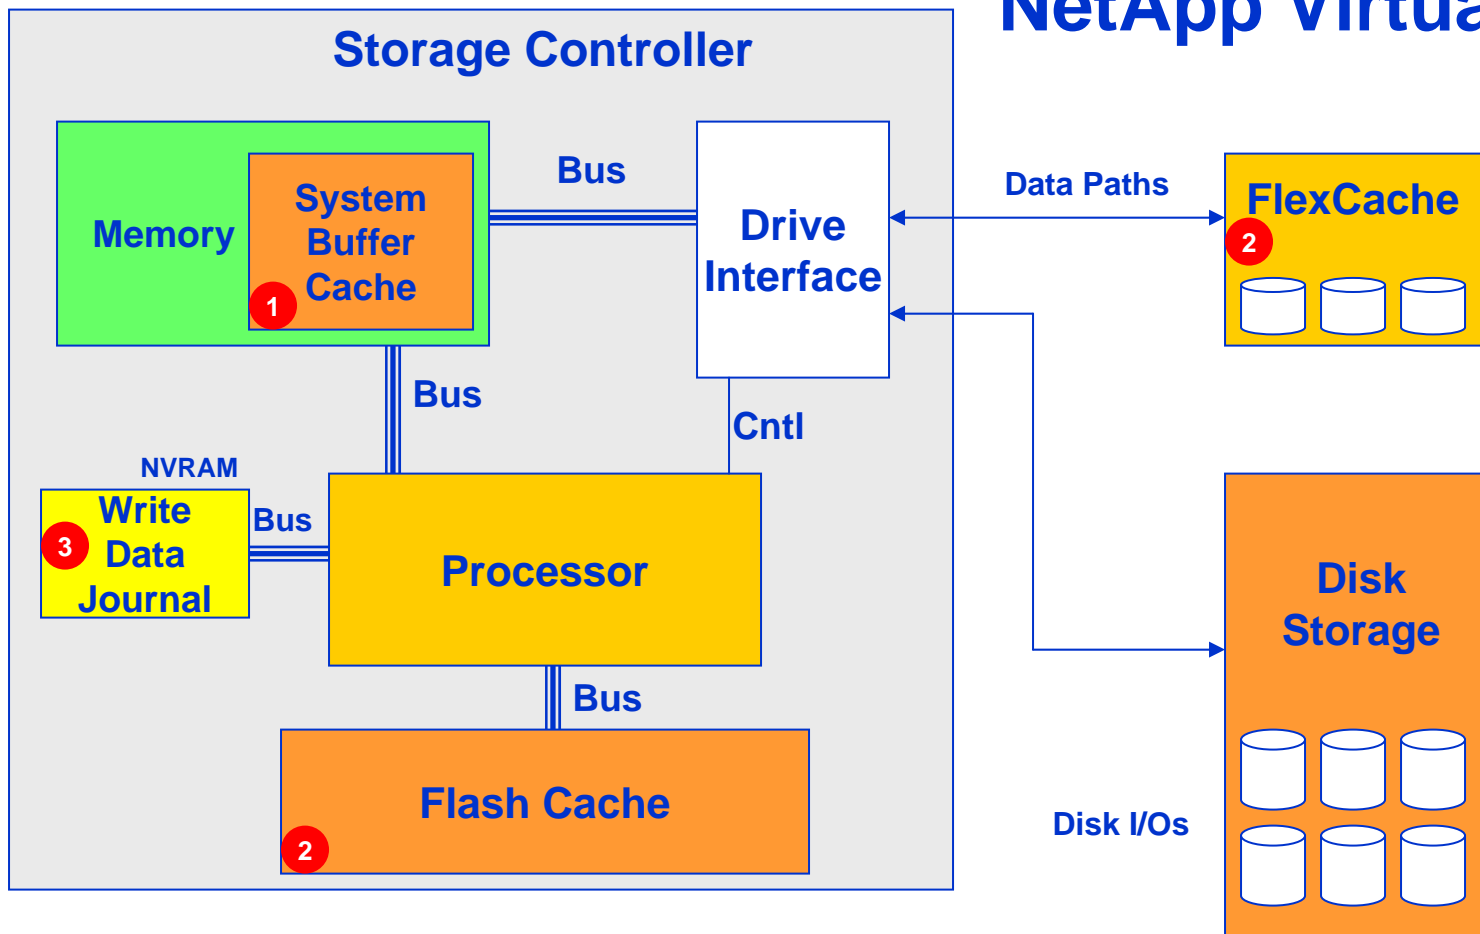 NetApp Virtua
Storage Controller
Memory
System
Buffer
Cache
1
Bus
Drive
Interface
Data Paths
FlexCache
2
Bus
Cntl
NVRAM
Write
Data
Journal
3
Bus
Processor
Disk
Storage
Bus
Flash Cache
2
Disk I/Os